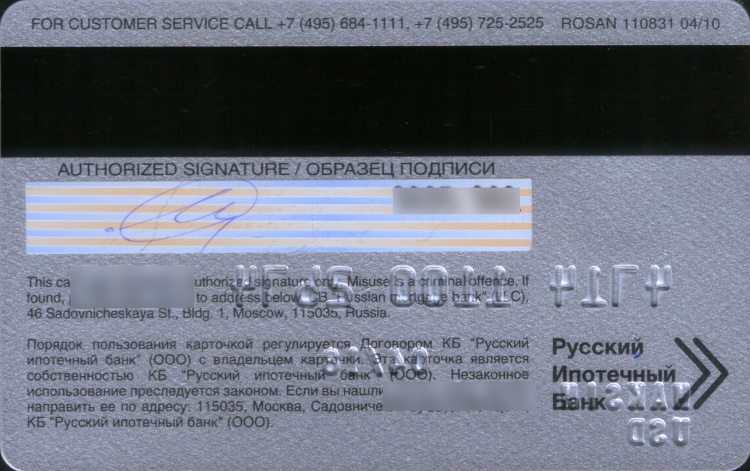 FOR CUSTOMER SERVICE CALL +7 (495) 684-1111, +7 (495) 725-2525 ROSAN 110831 04/10
AUTHORIZED SIGNATURE / ОБРАЗЕЦ ПОДПИСИ
This ca uthorized signature only. Misuse is a criminal offence. If
found, to address below. CB "Russian mortgage bank" (LLC),
46 Sadovnicheskaya St., Bldg. 1, Moscow, 115035, Russia.
Порядок пользования карточкой регулируется Договором КБ "Русский
ипотечный банк" (ООО) с владельцем карточки. Эта карточка является
собственностью КБ "Русский ипотечный банк" (ООО). Незаконное
использование преследуется законом. Если вы нашли
направить ее по адресу: 115035, Москва, Садовниче
КБ "Русский ипотечный банк" (ООО).
Русский
Ипотечный
Банк
USD